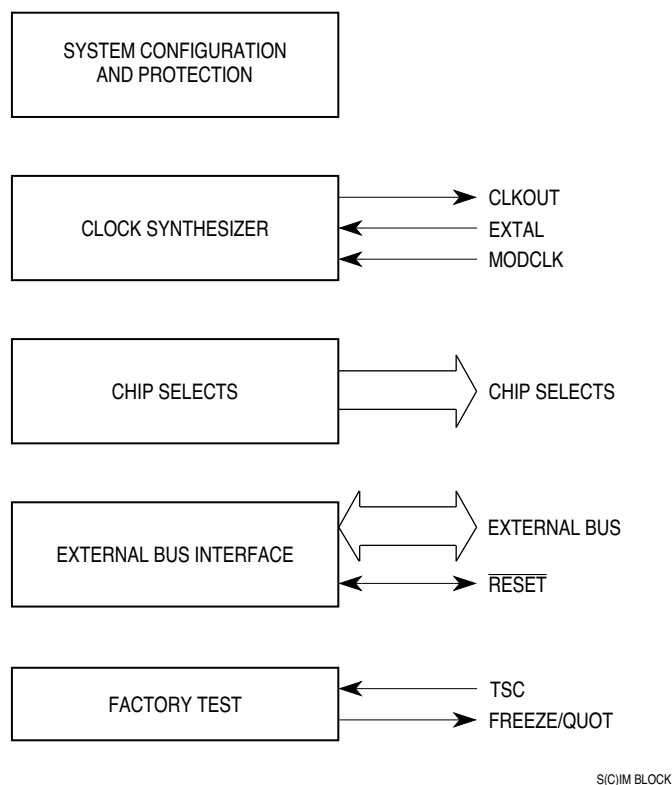 SYSTEM CONFIGURATION
AND PROTECTION
CLOCK SYNTHESIZER
CLKOUT
EXTAL
MODCLK
CHIP SELECTS
CHIP SELECTS
EXTERNAL BUS INTERFACE
EXTERNAL BUS
RESET
FACTORY TEST
TSC
FREEZE/QUOT
S(C)IM BLOCK